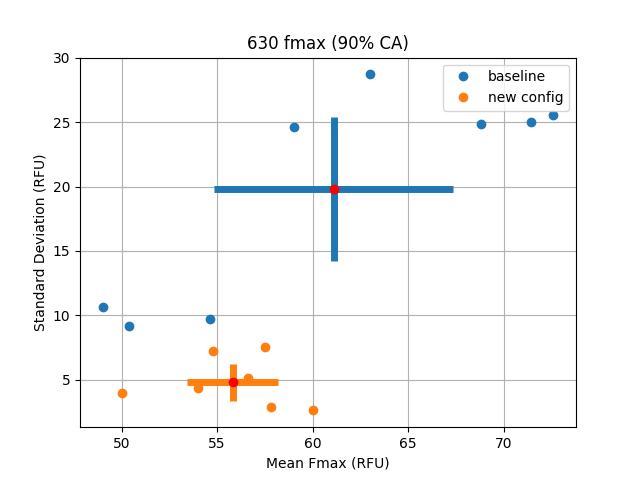 630 fmax (90% CA)
baseline
new config
30
25
20
15
10
5
Standard Deviation (RFU)
50
55
60
65
70
Mean Fmax (RFU)